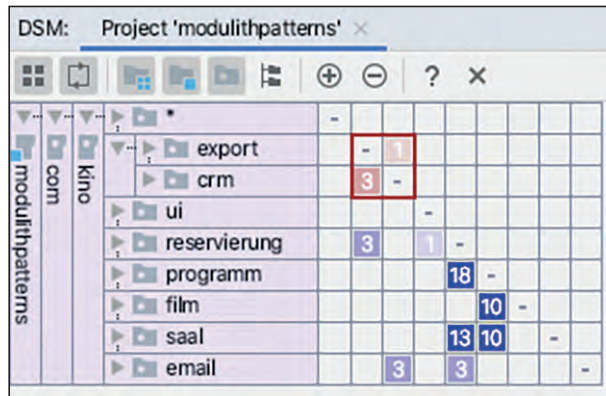 DSM: Project 'modulithpatterns' ×
? ×
modulithpatterns
com
kino
* -
export - 1
crm 3 -
ui -
reservierung 3 1 -
programm 18 -
film 10 -
saal 13 10 -
email 3 3 -